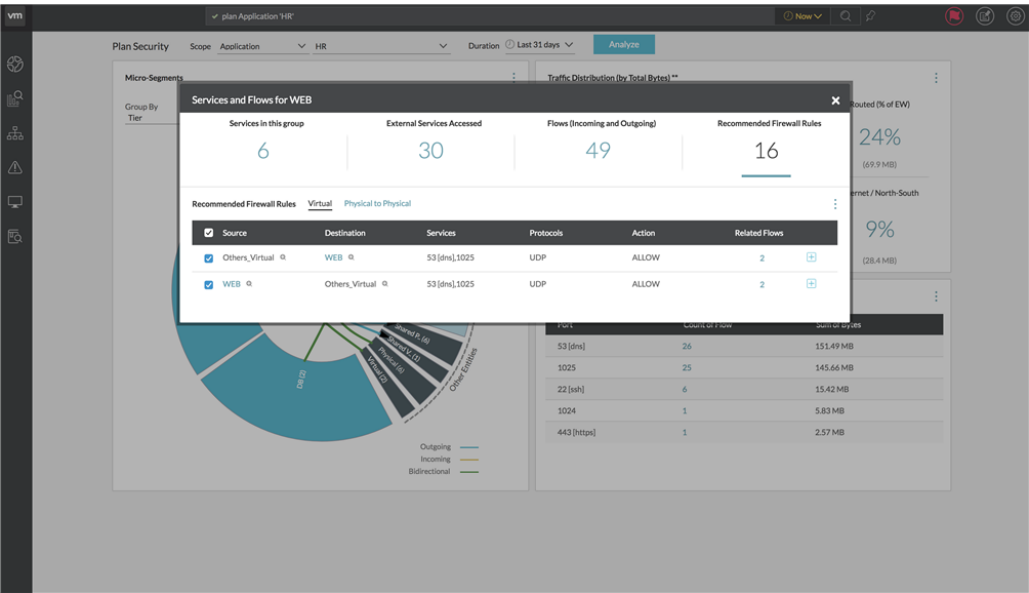 vm
plan Application 'HR'
Now
Plan Security Scope Application HR Duration Last 31 days Analyze
Micro-Segments
Group By
Tier
Traffic Distribution (by Total Bytes) **
Services and Flows for WEB
Services in this group External Services Accessed Flows (Incoming and Outgoing) Recommended Firewall Rules
6 30 49 16
Recommended Firewall Rules Virtual Physical to Physical
Source Destination Services Protocols Action Related Flows
Others_Virtual WEB 53 [dns],1025 UDP ALLOW 2
WEB Others_Virtual 53 [dns],1025 UDP ALLOW 2
Routed (% of EW)
24%
(69.9 MB)
ernet / North-South
9%
(28.4 MB)
DB (2)
Virtual (2)
Physical (6)
Shared V, (1)
Shared P, (6)
Other Entities
Outgoing
Incoming
Bidirectional
Port Count of Flow Sum of Bytes
53 [dns] 26 151.49 MB
1025 25 145.66 MB
22 [ssh] 6 15.42 MB
1024 1 5.83 MB
443 [https] 1 2.57 MB